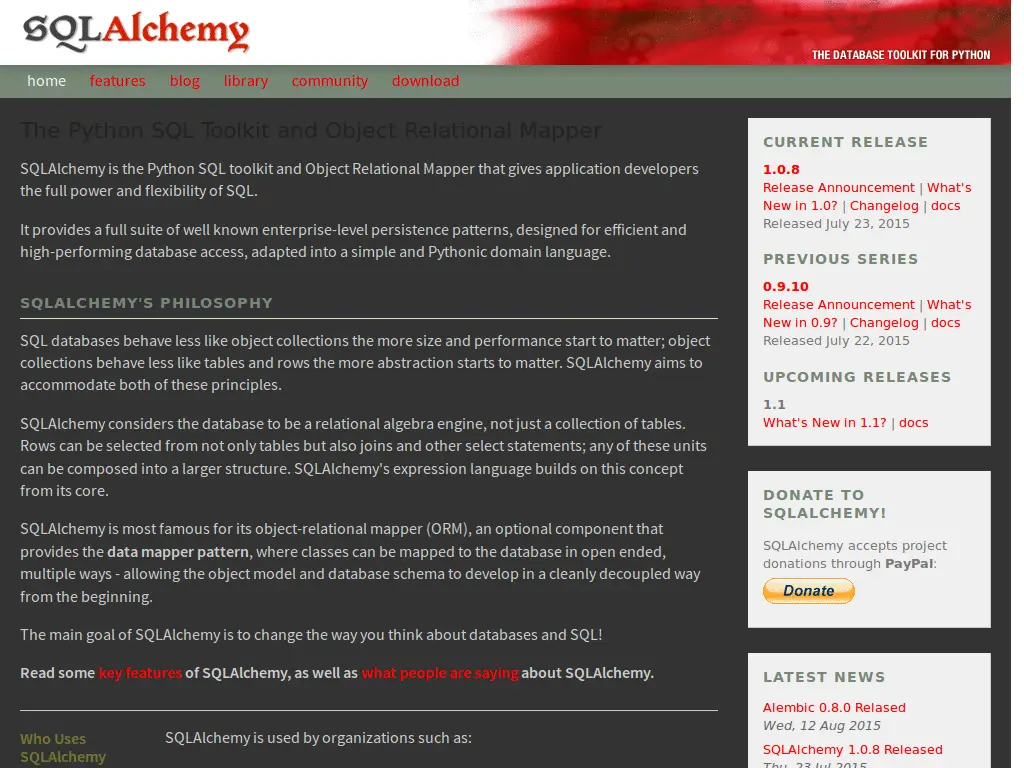 SQLAlchemy
THE DATABASE TOOLKIT FOR PYTHON
home features blog library community download
The Python SQL Toolkit and Object Relational Mapper
SQLAlchemy is the Python SQL toolkit and Object Relational Mapper that gives application developers
the full power and flexibility of SQL.
It provides a full suite of well known enterprise-level persistence patterns, designed for efficient and
high-performing database access, adapted into a simple and Pythonic domain language.
SQLALCHEMY'S PHILOSOPHY
SQL databases behave less like object collections the more size and performance start to matter; object
collections behave less like tables and rows the more abstraction starts to matter. SQLAlchemy aims to
accommodate both of these principles.
SQLAlchemy considers the database to be a relational algebra engine, not just a collection of tables.
Rows can be selected from not only tables but also joins and other select statements; any of these units
can be composed into a larger structure. SQLAlchemy's expression language builds on this concept
from its core.
SQLAlchemy is most famous for its object-relational mapper (ORM), an optional component that
provides the data mapper pattern, where classes can be mapped to the database in open ended,
multiple ways - allowing the object model and database schema to develop in a cleanly decoupled way
from the beginning.
The main goal of SQLAlchemy is to change the way you think about databases and SQL!
Read some key features of SQLAlchemy, as well as what people are saying about SQLAlchemy.
Who Uses
SQLAlchemy
SQLAlchemy is used by organizations such as:
CURRENT RELEASE
1.0.8
Release Announcement | What's
New in 1.0? | Changelog | docs
Released July 23, 2015
PREVIOUS SERIES
0.9.10
Release Announcement | What's
New in 0.9? | Changelog | docs
Released July 22, 2015
UPCOMING RELEASES
1.1
What's New in 1.1? | docs
DONATE TO
SQLALCHEMY!
SQLAlchemy accepts project
donations through PayPal:
Donate
LATEST NEWS
Alembic 0.8.0 Relased
Wed, 12 Aug 2015
SQLAlchemy 1.0.8 Released
Thu, 23 Jul 2015